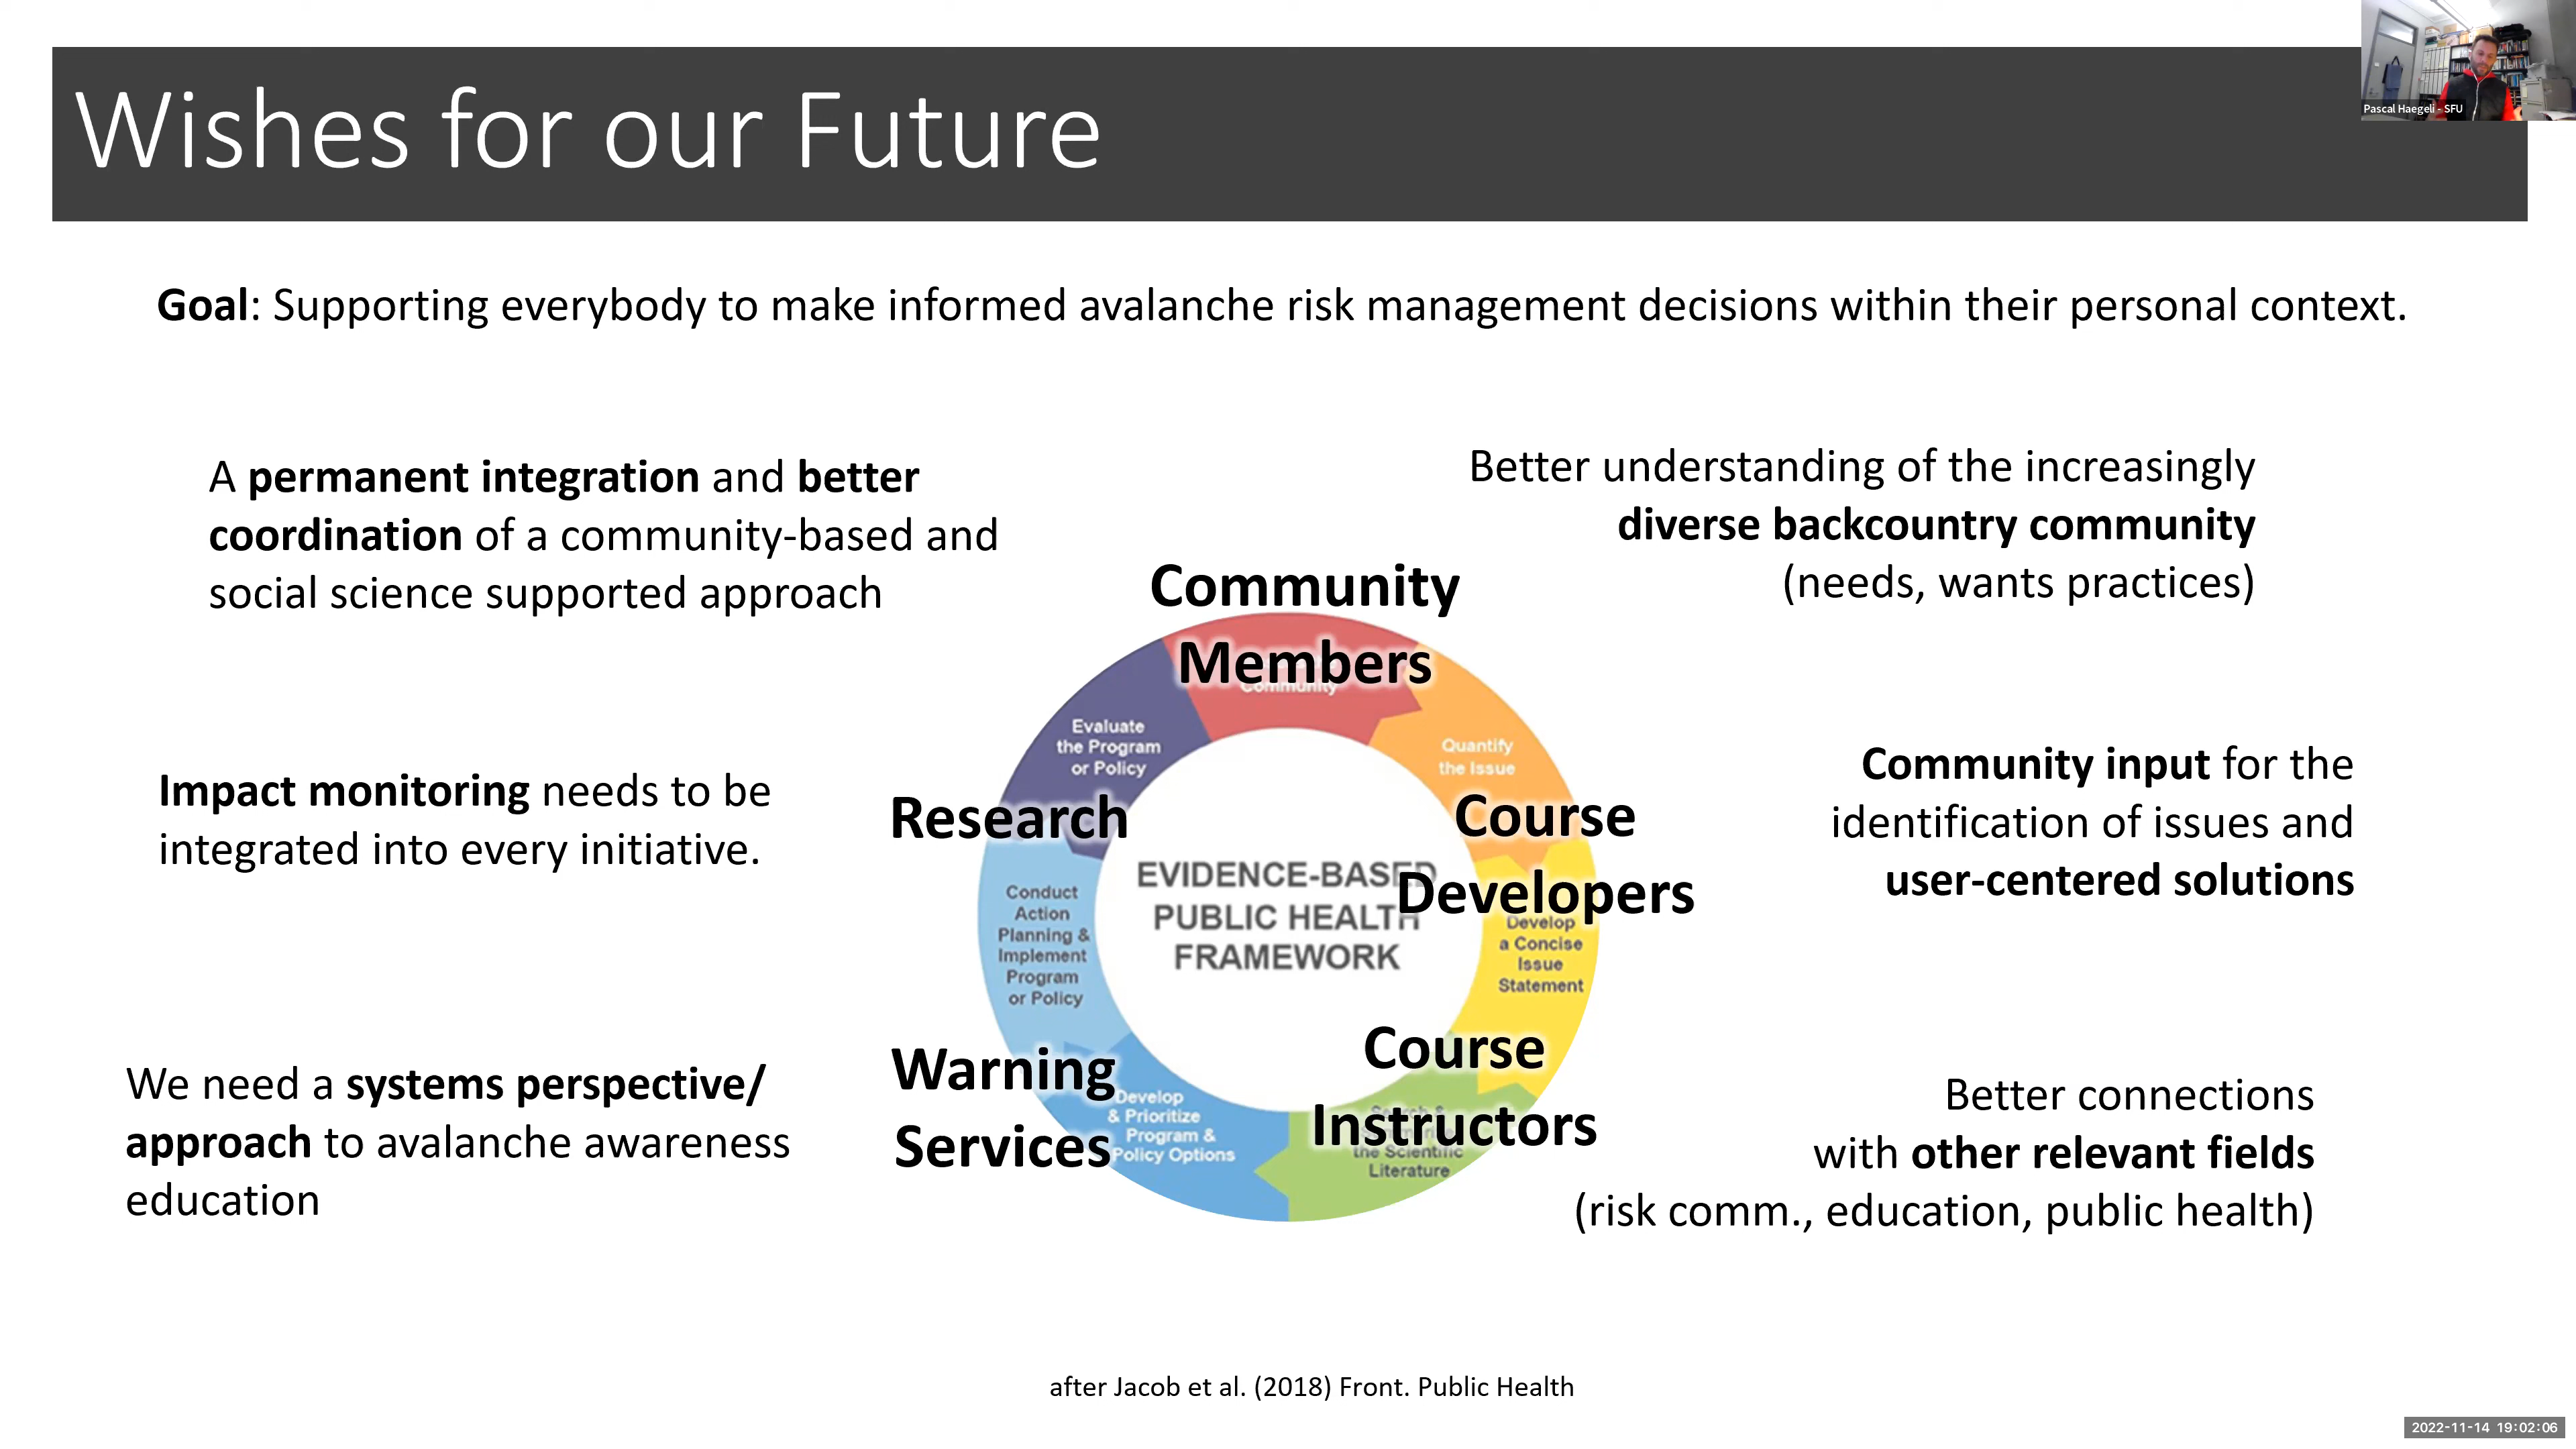 Wishes for our Future
Pascal Haegeli - SFU
Goal: Supporting everybody to make informed avalanche risk management decisions within their personal context.
A permanent integration and better
coordination of a community-based and
social science supported approach
Better understanding of the increasingly
diverse backcountry community
(needs, wants practices)
Impact monitoring needs to be
integrated into every initiative.
Community input for the
identification of issues and
user-centered solutions
We need a systems perspective/
approach to avalanche awareness
education
Better connections
with other relevant fields
(risk comm., education, public health)
Community
Members
Community
Quantify
the Issue
Course
Developers
Develop
a Concise
Issue
Statement
Course
Instructors
the Scientific
Literature
Warning
Services
Develop
& Prioritize
Program &
Policy Options
Conduct
Action
Planning &
Implement
Program
or Policy
Research
Evaluate
the Program
or Policy
EVIDENCE-BASED
PUBLIC HEALTH
FRAMEWORK
after Jacob et al. (2018) Front. Public Health
2022-11-14 19:02:06